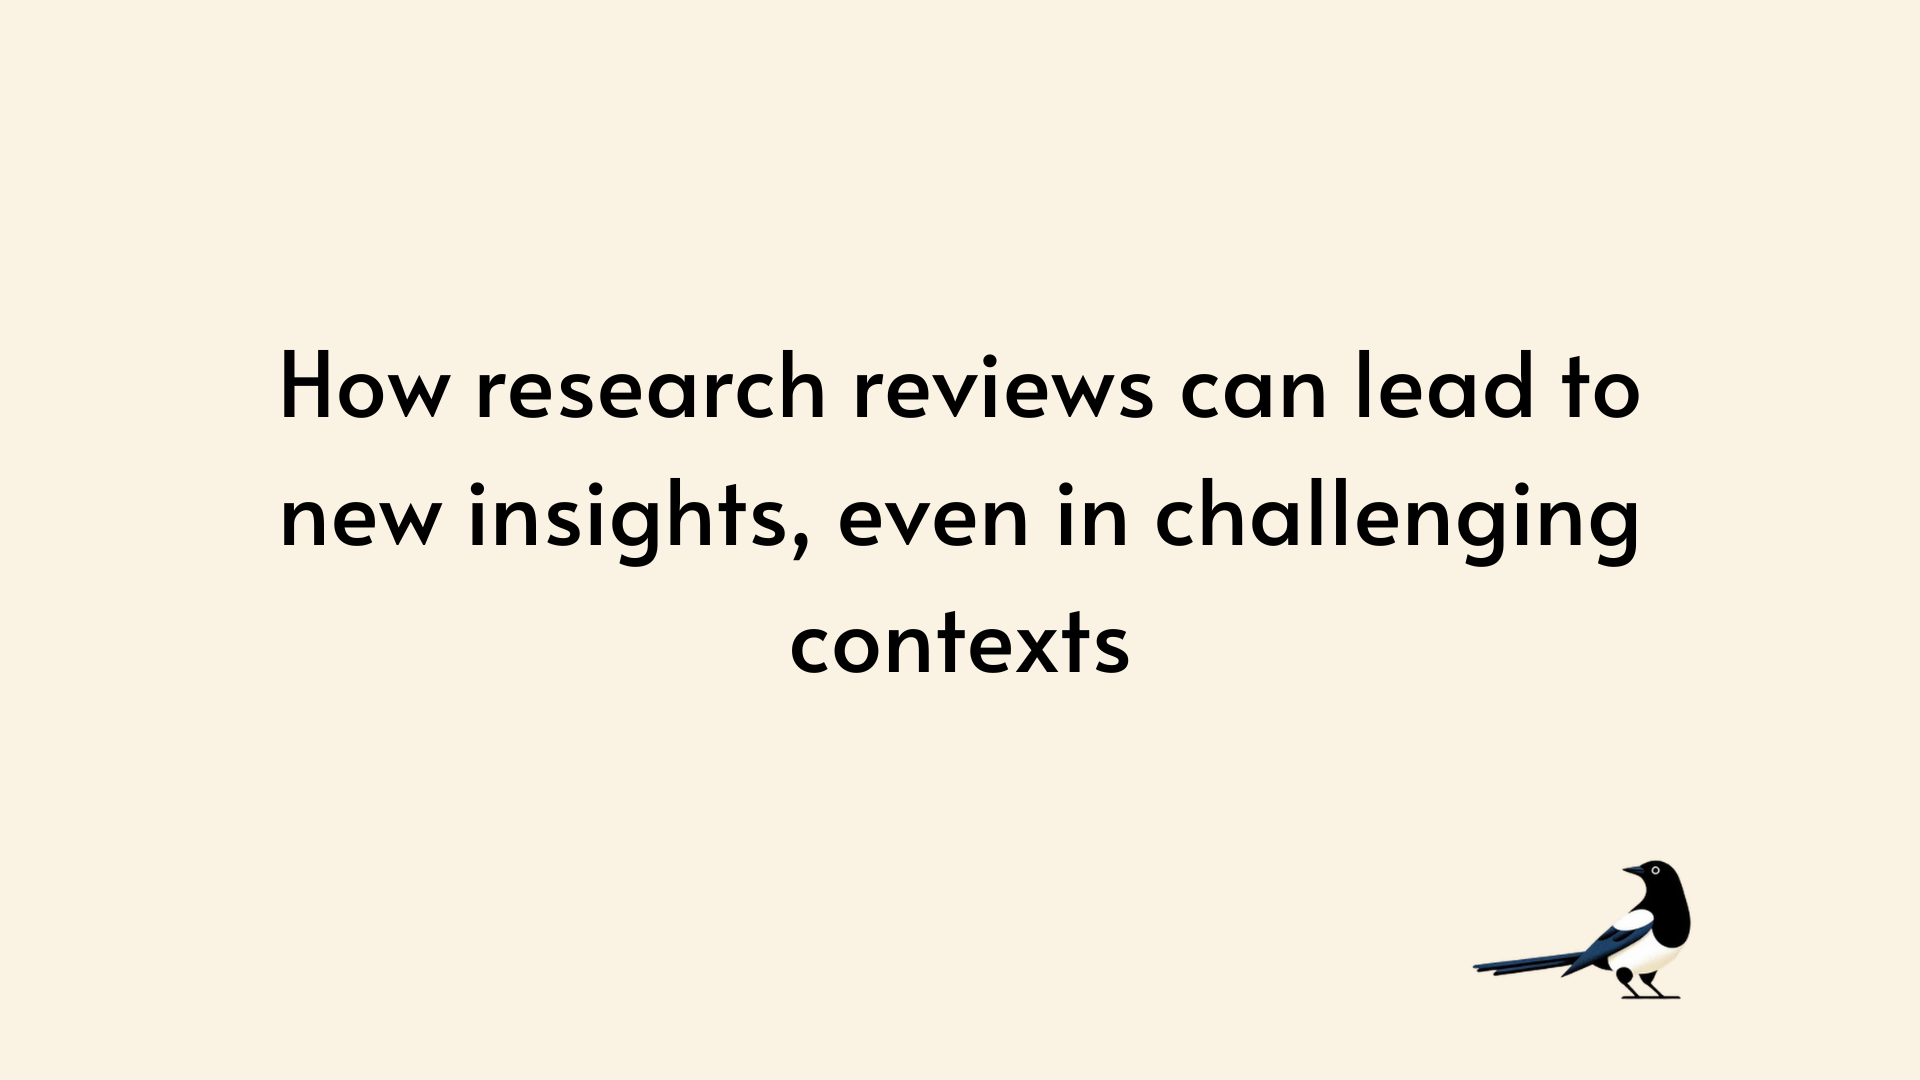 How research reviews can lead to
new insights, even in challenging
contexts